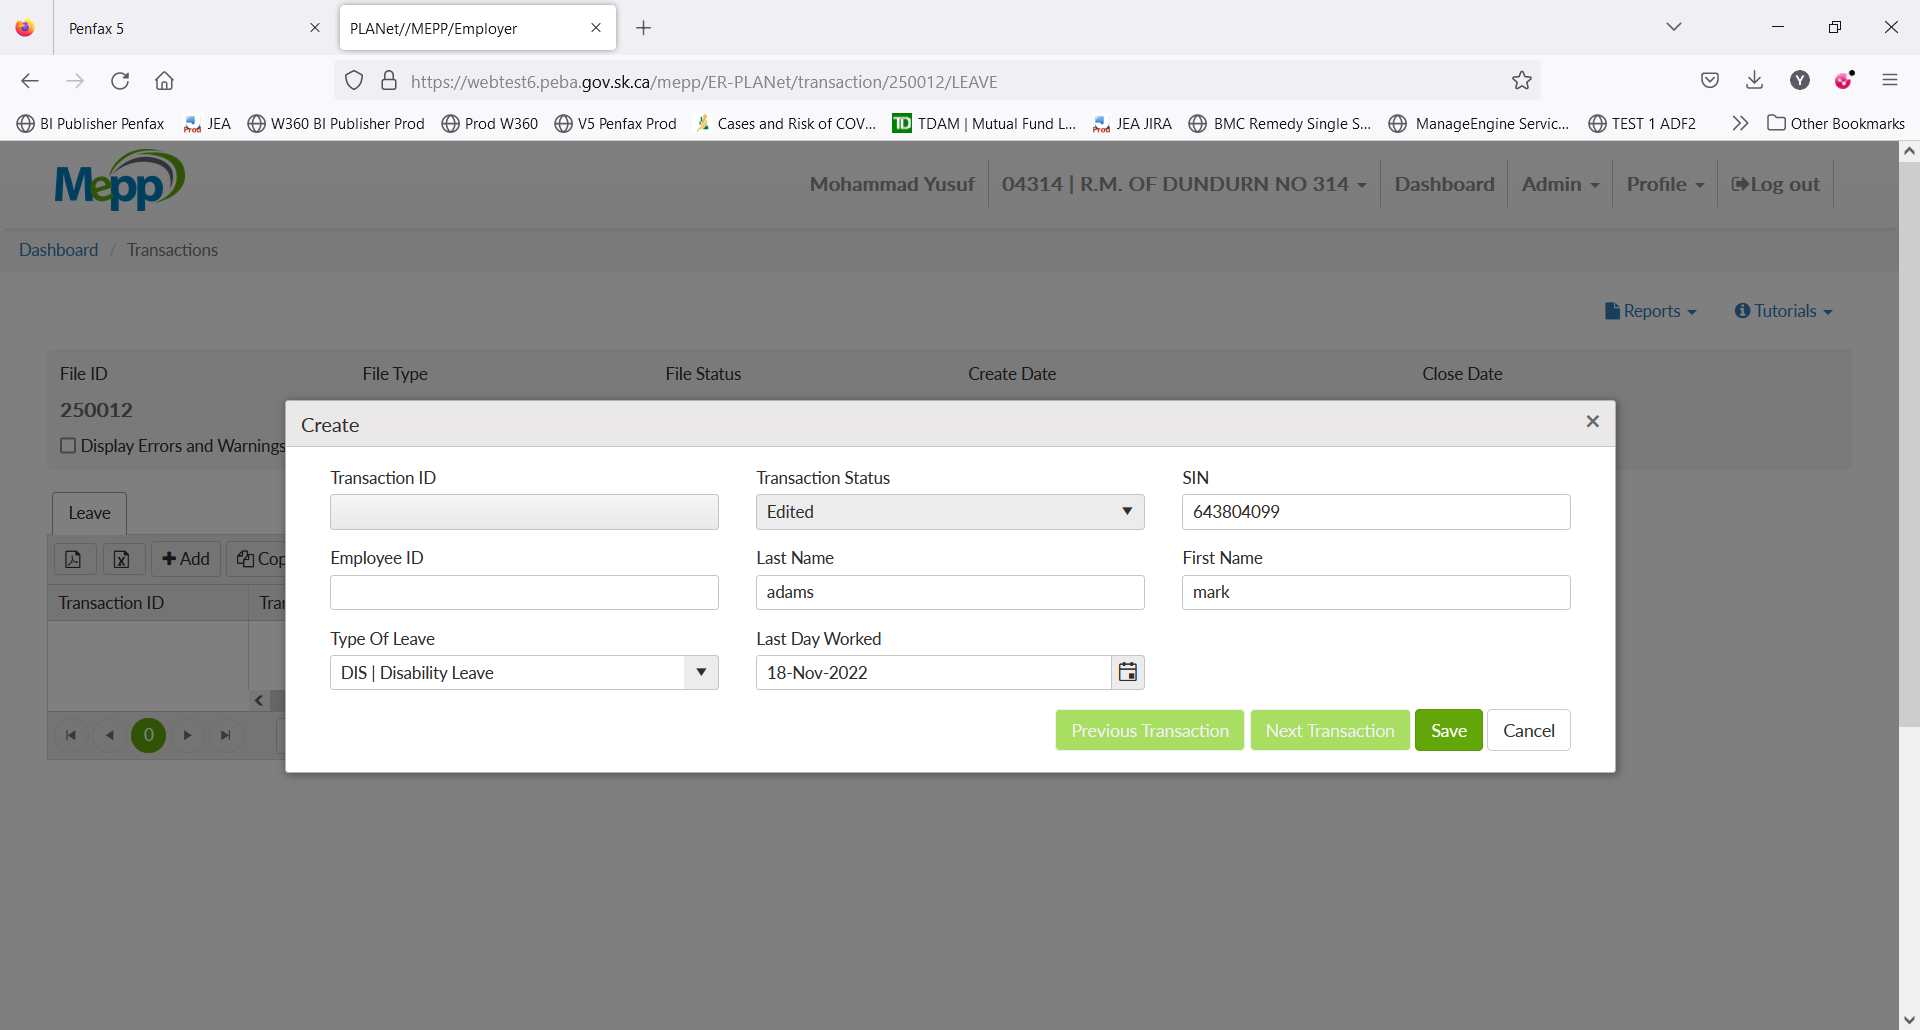 Penfax 5
PLANet//MEPP/Employer
https://webtest6.peba.gov.sk.ca/mepp/ER-PLANet/transaction/250012/LEAVE
Y
BI Publisher Penfax
JEA
W360 BI Publisher Prod
Prod W360
V5 Penfax Prod
Cases and Risk of COV...
TDAM | Mutual Fund L...
JEA JIRA
BMC Remedy Single S...
ManageEngine Servic...
TEST 1 ADF2
Other Bookmarks
Mepp
Mohammad Yusuf
04314 | R.M. OF DUNDURN NO 314
Dashboard
Admin
Profile
Log out
Dashboard / Transactions
Reports
Tutorials
File ID
File Type
File Status
Create Date
Close Date
250012
Display Errors and Warnings
Leave
Add
Cop
Transaction ID
Tra
0
Create
Transaction ID
Transaction Status
SIN
Edited
643804099
Employee ID
Last Name
First Name
adams
mark
Type Of Leave
Last Day Worked
DIS | Disability Leave
18-Nov-2022
Previous Transaction
Next Transaction
Save
Cancel